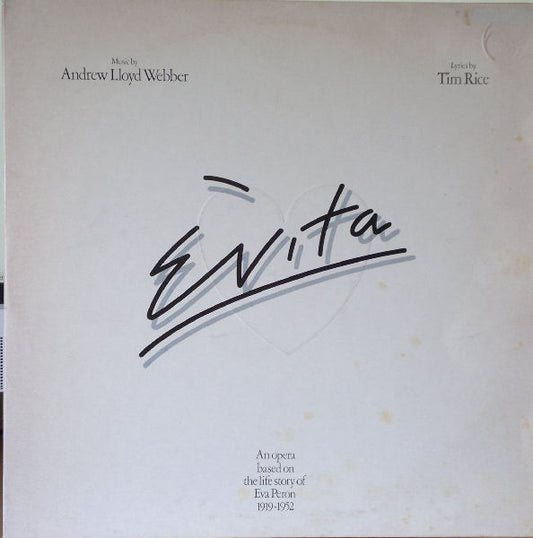 Music by
Andrew Lloyd Webber
Lyrics by
Tim Rice
Evita
An opera
based on
the life story of
Eva Peron
1919-1952